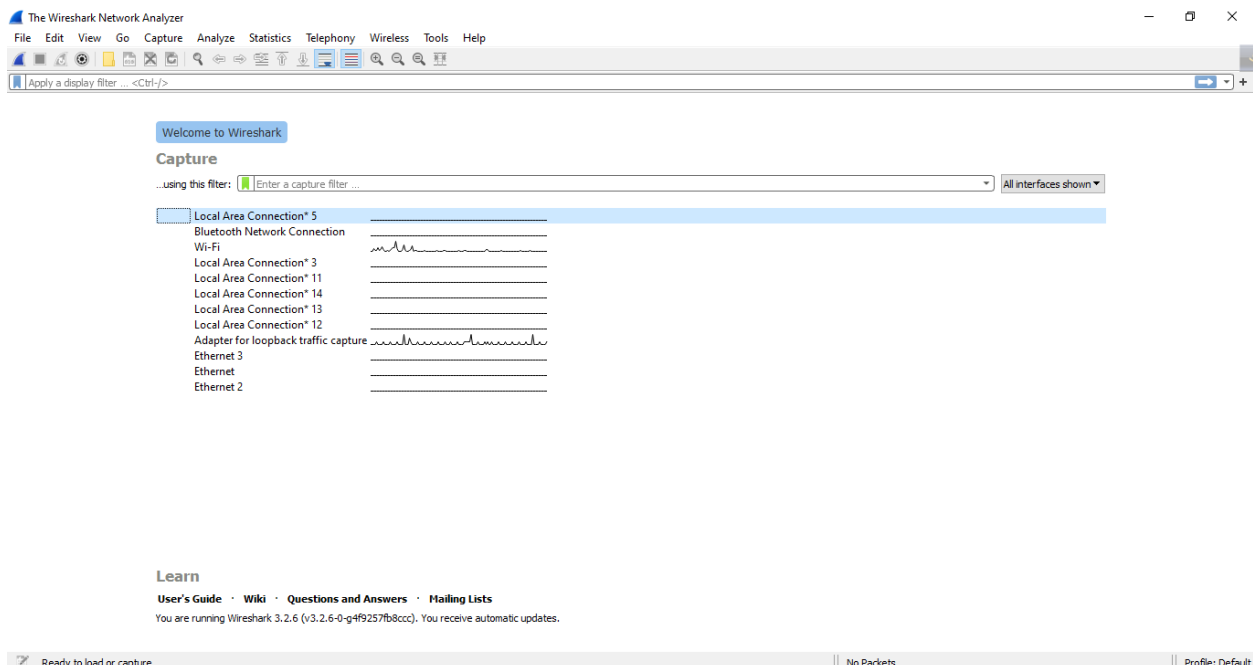 The Wireshark Network Analyzer
File Edit View Go Capture Analyze Statistics Telephony Wireless Tools Help
Apply a display filter ... <Ctrl-/>
Welcome to Wireshark
Capture
...using this filter: Enter a capture filter ... All interfaces shown
Local Area Connection* 5
Bluetooth Network Connection
Wi-Fi
Local Area Connection* 3
Local Area Connection* 11
Local Area Connection* 14
Local Area Connection* 13
Local Area Connection* 12
Adapter for loopback traffic capture
Ethernet 3
Ethernet
Ethernet 2
Learn
User's Guide · Wiki · Questions and Answers · Mailing Lists
You are running Wireshark 3.2.6 (v3.2.6-0-g4f9257fb8ccc). You receive automatic updates.
Ready to load or capture No Packets Profile: Default